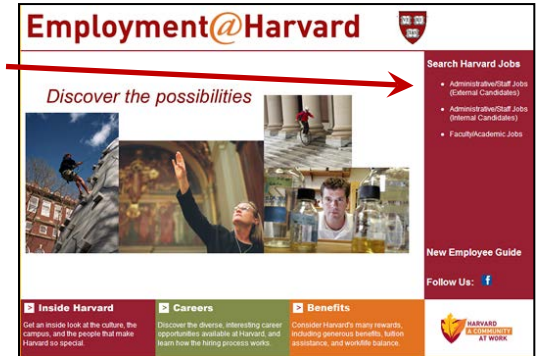 Employment@Harvard
Search Harvard Jobs
Administrative/Staff Jobs
(External Candidates)
Administrative/Staff Jobs
(Internal Candidates)
Faculty/Academic Jobs
Discover the possibilities
New Employee Guide
Follow Us: f
> Inside Harvard
Get an inside look at the culture, the
campus, and the people that make
Harvard so special.
> Careers
Discover the diverse, interesting career
opportunities available at Harvard, and
learn how the hiring process works.
> Benefits
Consider Harvard's many rewards,
including generous benefits, tuition
assistance, and work/life balance.
HARVARD
A COMMUNITY
AT WORK